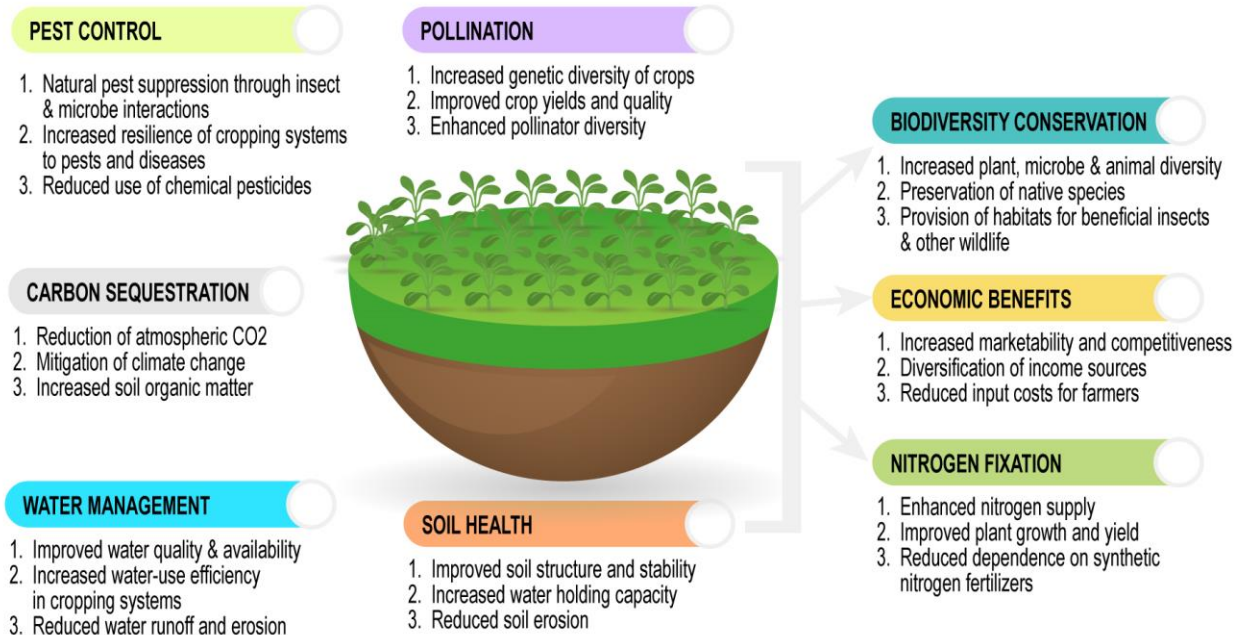 PEST CONTROL
1. Natural pest suppression through insect
& microbe interactions
2. Increased resilience of cropping systems
to pests and diseases
3. Reduced use of chemical pesticides
POLLINATION
1. Increased genetic diversity of crops
2. Improved crop yields and quality
3. Enhanced pollinator diversity
BIODIVERSITY CONSERVATION
1. Increased plant, microbe & animal diversity
2. Preservation of native species
3. Provision of habitats for beneficial insects
& other wildlife
CARBON SEQUESTRATION
1. Reduction of atmospheric CO2
2. Mitigation of climate change
3. Increased soil organic matter
ECONOMIC BENEFITS
1. Increased marketability and competitiveness
2. Diversification of income sources
3. Reduced input costs for farmers
WATER MANAGEMENT
1. Improved water quality & availability
2. Increased water-use efficiency
in cropping systems
3. Reduced water runoff and erosion
SOIL HEALTH
1. Improved soil structure and stability
2. Increased water holding capacity
3. Reduced soil erosion
NITROGEN FIXATION
1. Enhanced nitrogen supply
2. Improved plant growth and yield
3. Reduced dependence on synthetic
nitrogen fertilizers